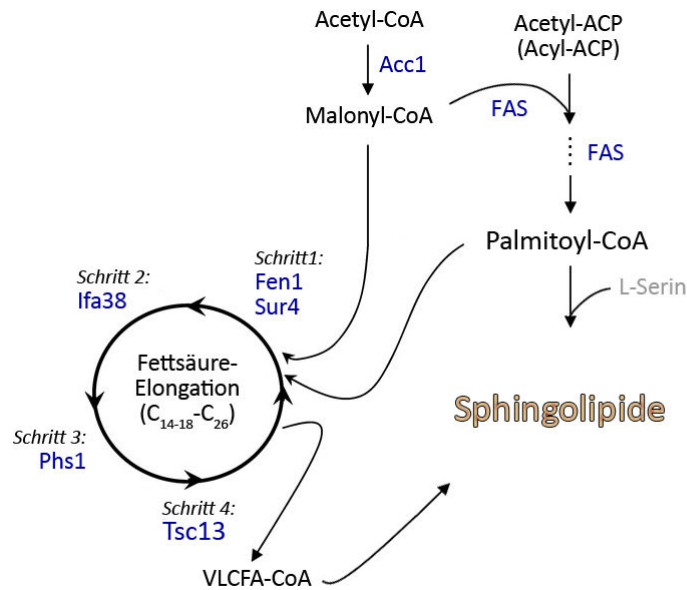 Acetyl-CoA
Acc1
Malonyl-CoA
Acetyl-ACP
(Acyl-ACP)
FAS
FAS
Palmitoyl-CoA
L-Serin
Sphingolipide
Schritt1:
Fen1
Sur4
Schritt 2:
Ifa38
Fettsäure-
Elongation
(C14-18-C26)
Schritt 3:
Phs1
Schritt 4:
Tsc13
VLCFA-CoA